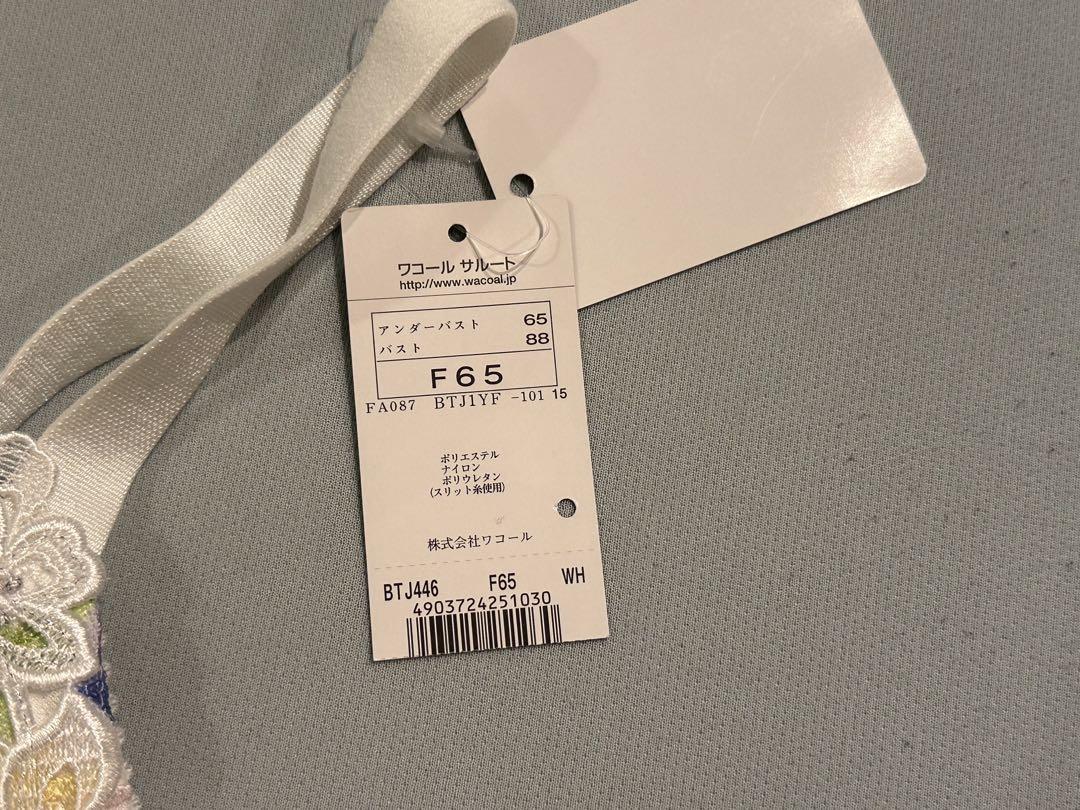 ワコール サルート
http://www.wacoal.jp
アンダーバスト 65
バスト 88
F65
FA087 BTJ1YF -101 15
ポリエステル
ナイロン
ポリウレタン
(スリット糸使用)
株式会社ワコール
BTJ446 F65 WH
4903724251030